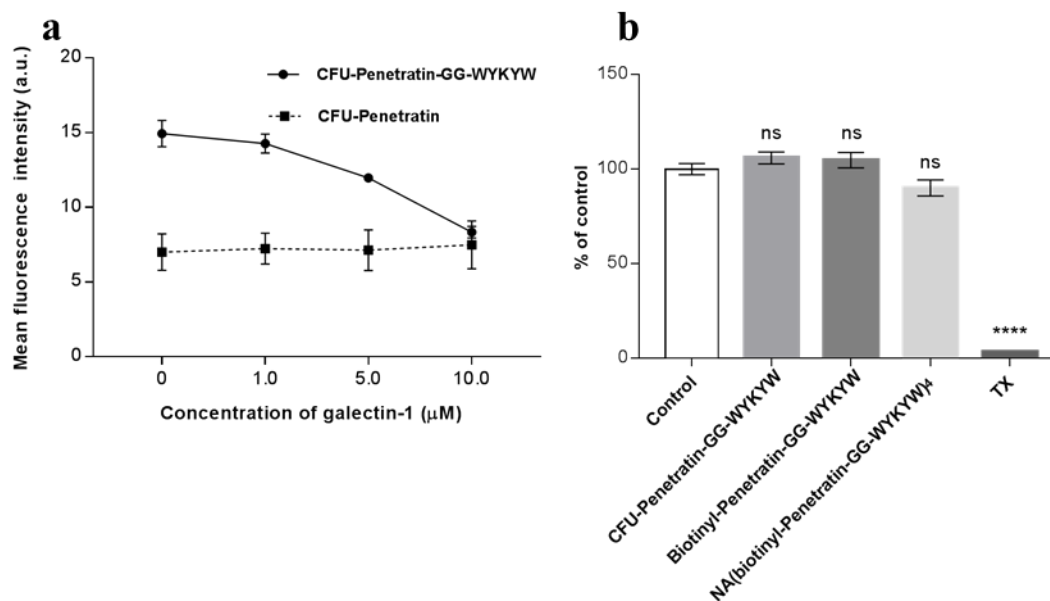 a
Mean fluorescence intensity (a.u.)
20
15
10
5
0
CFU-Penetratin-GG-WYKYW
CFU-Penetratin
0 1.0 5.0 10.0
Concentration of galectin-1 (μM)
b
% of control
150
100
50
0
ns
ns
ns
****
Control
CFU-Penetratin-GG-WYKYW
Biotinyl-Penetratin-GG-WYKYW
NA(biotinyl-Penetratin-GG-WYKYW)4
TX